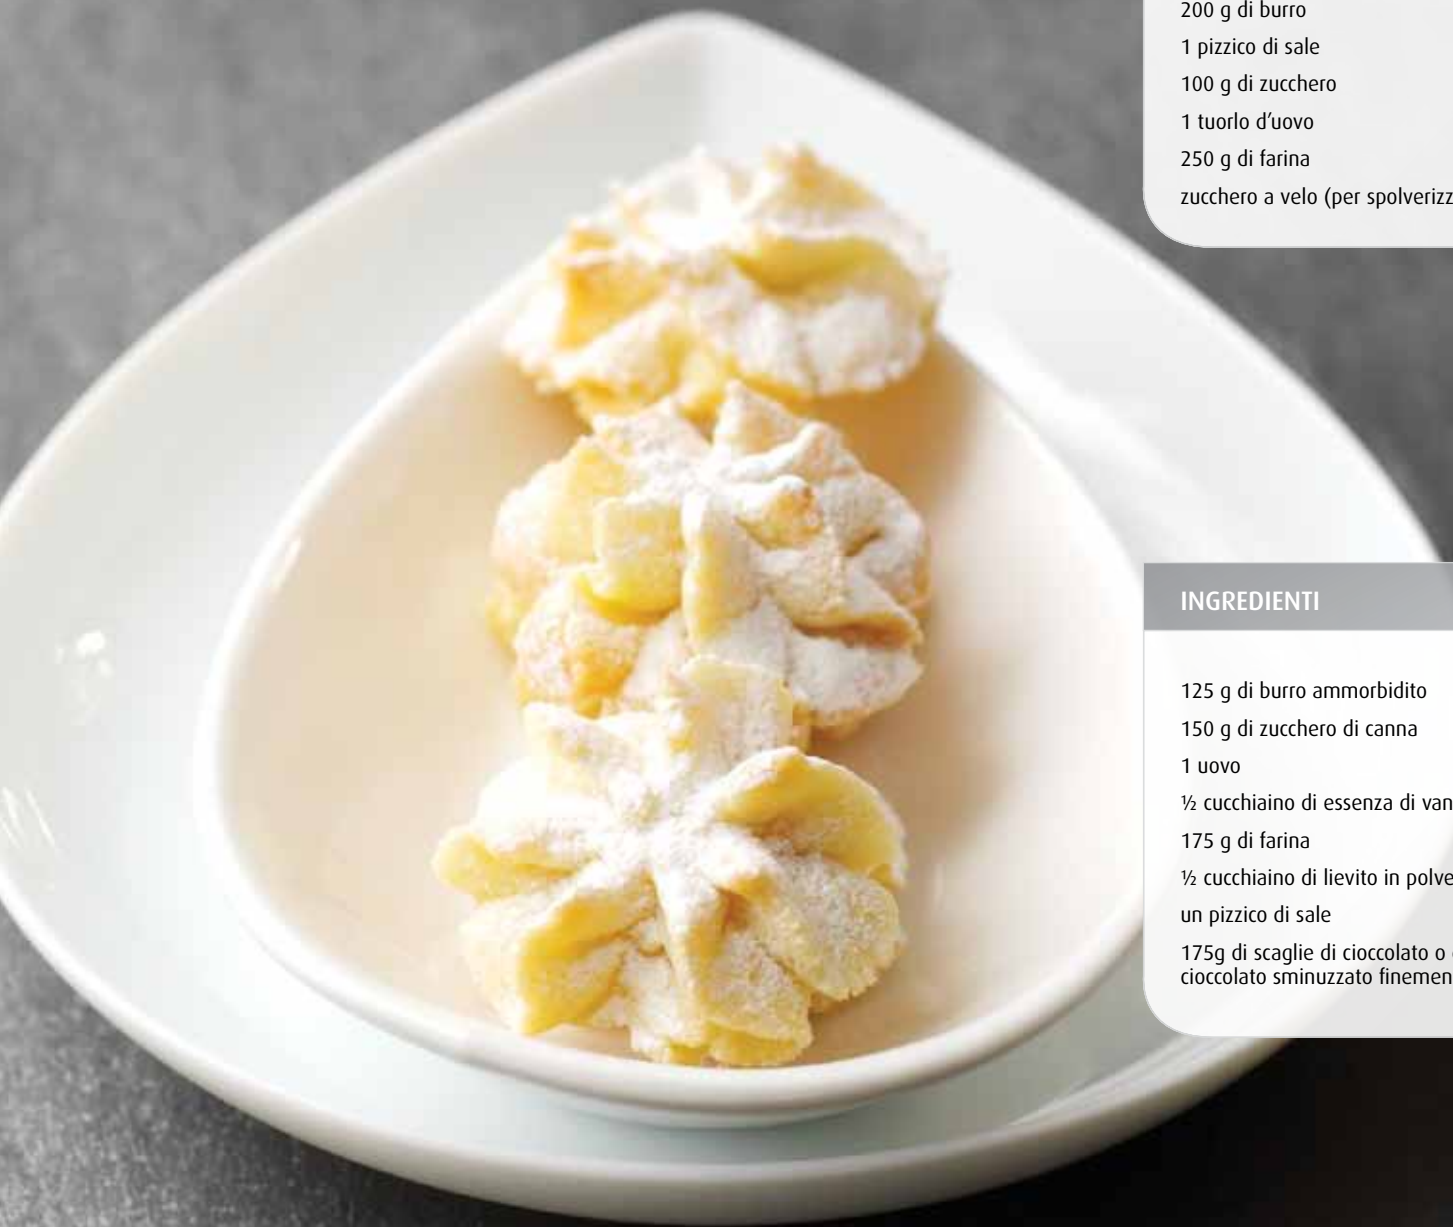 200 g di burro
1 pizzico di sale
100 g di zucchero
1 tuorlo d'uovo
250 g di farina
zucchero a velo (per
INGREDIENTI
125 g di burro ammorbidito
150 g di zucchero di canna
1 uovo
½ cucchiaino di essenza di
175 g di farina
½ cucchiaino di lievito in
un pizzico di sale
175g di scaglie di cioccolato o
cioccolato sminuzzato